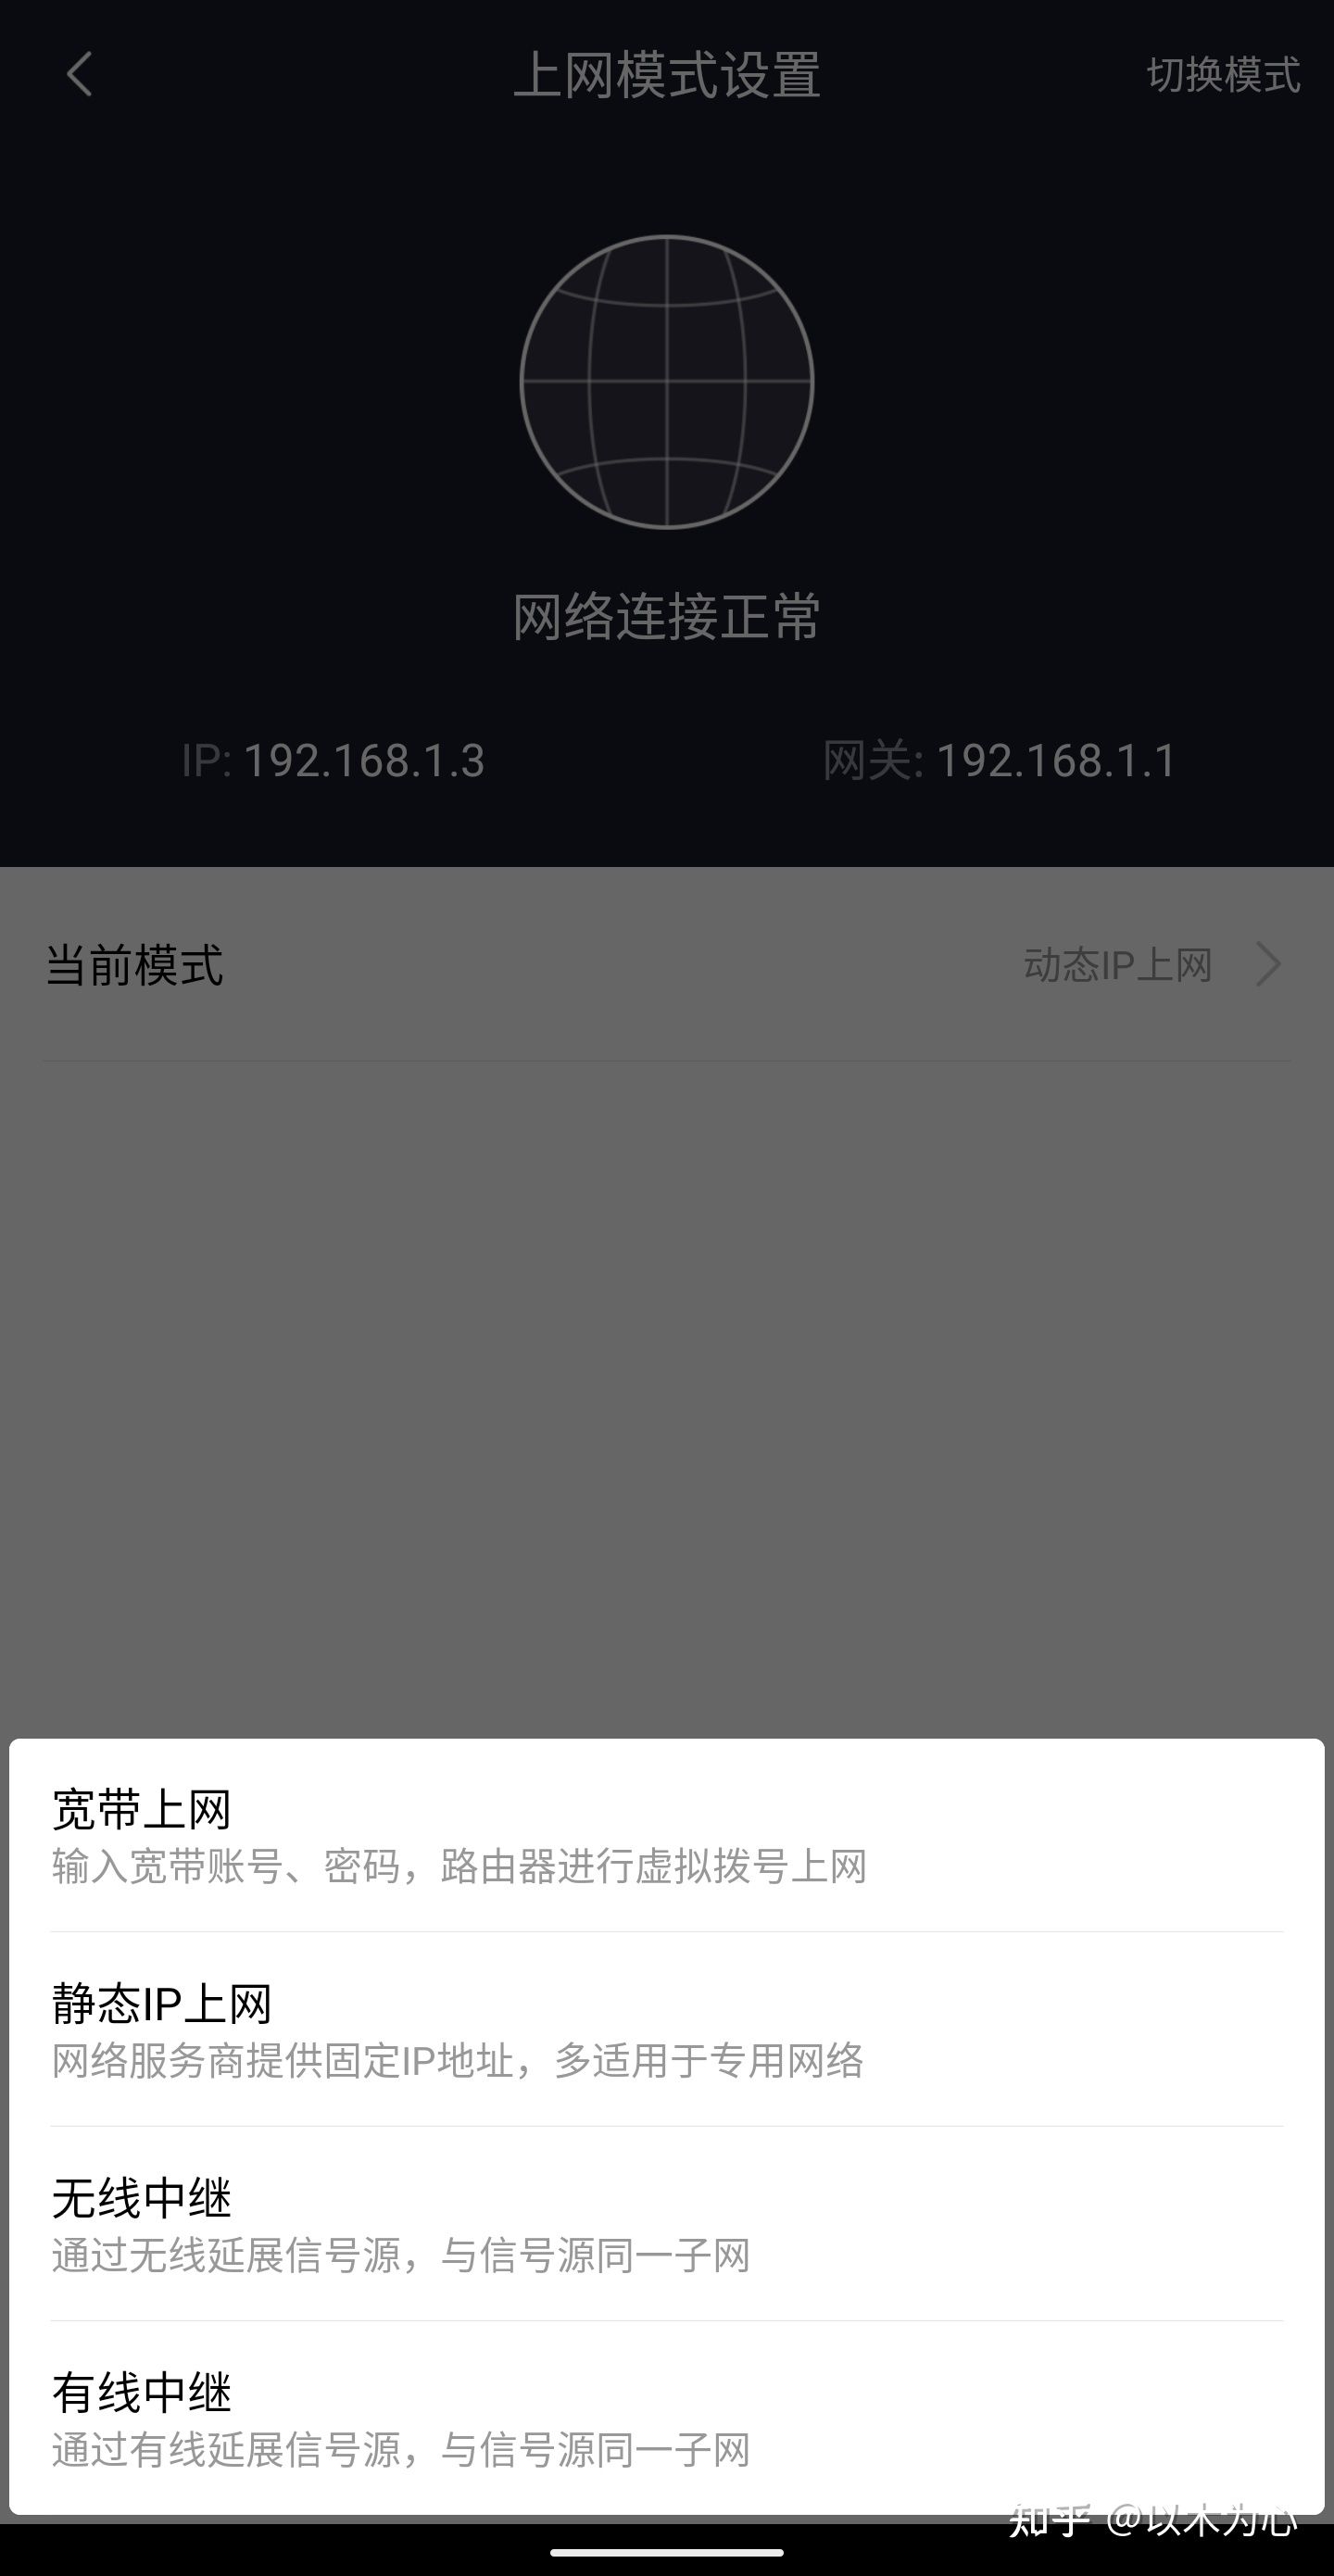 上网模式设置
切换模式
网络连接正常
IP: 192.168.1.3
网关: 192.168.1.1
当前模式
动态IP上网
宽带上网
输入宽带账号、密码，路由器进行虚拟拨号上网
静态IP上网
网络服务商提供固定IP地址，多适用于专用网络
无线中继
通过无线延展信号源，与信号源同一子网
有线中继
通过有线延展信号源，与信号源同一子网
知乎 @以木为心